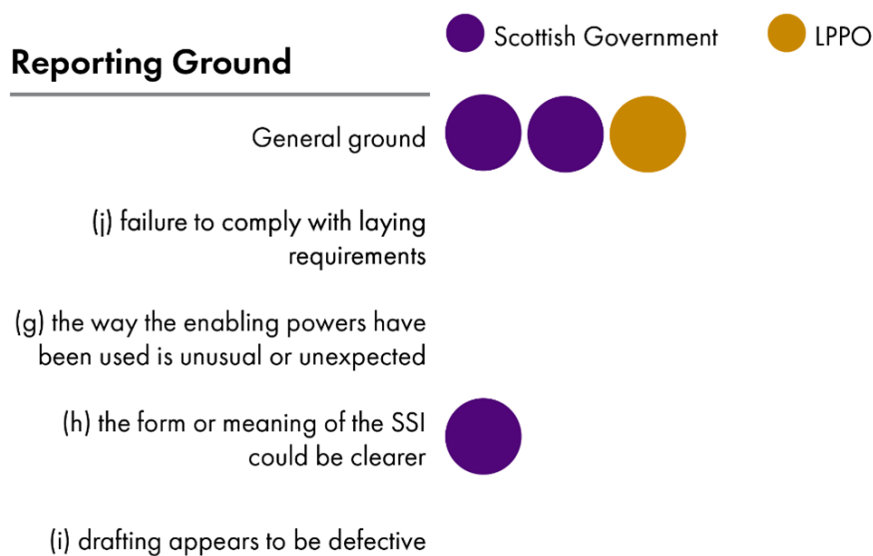 Scottish Government
LPPO
Reporting Ground
General ground
(j) failure to comply with laying
requirements
(g) the way the enabling powers have
been used is unusual or unexpected
(h) the form or meaning of the SSI
could be clearer
(i) drafting appears to be defective